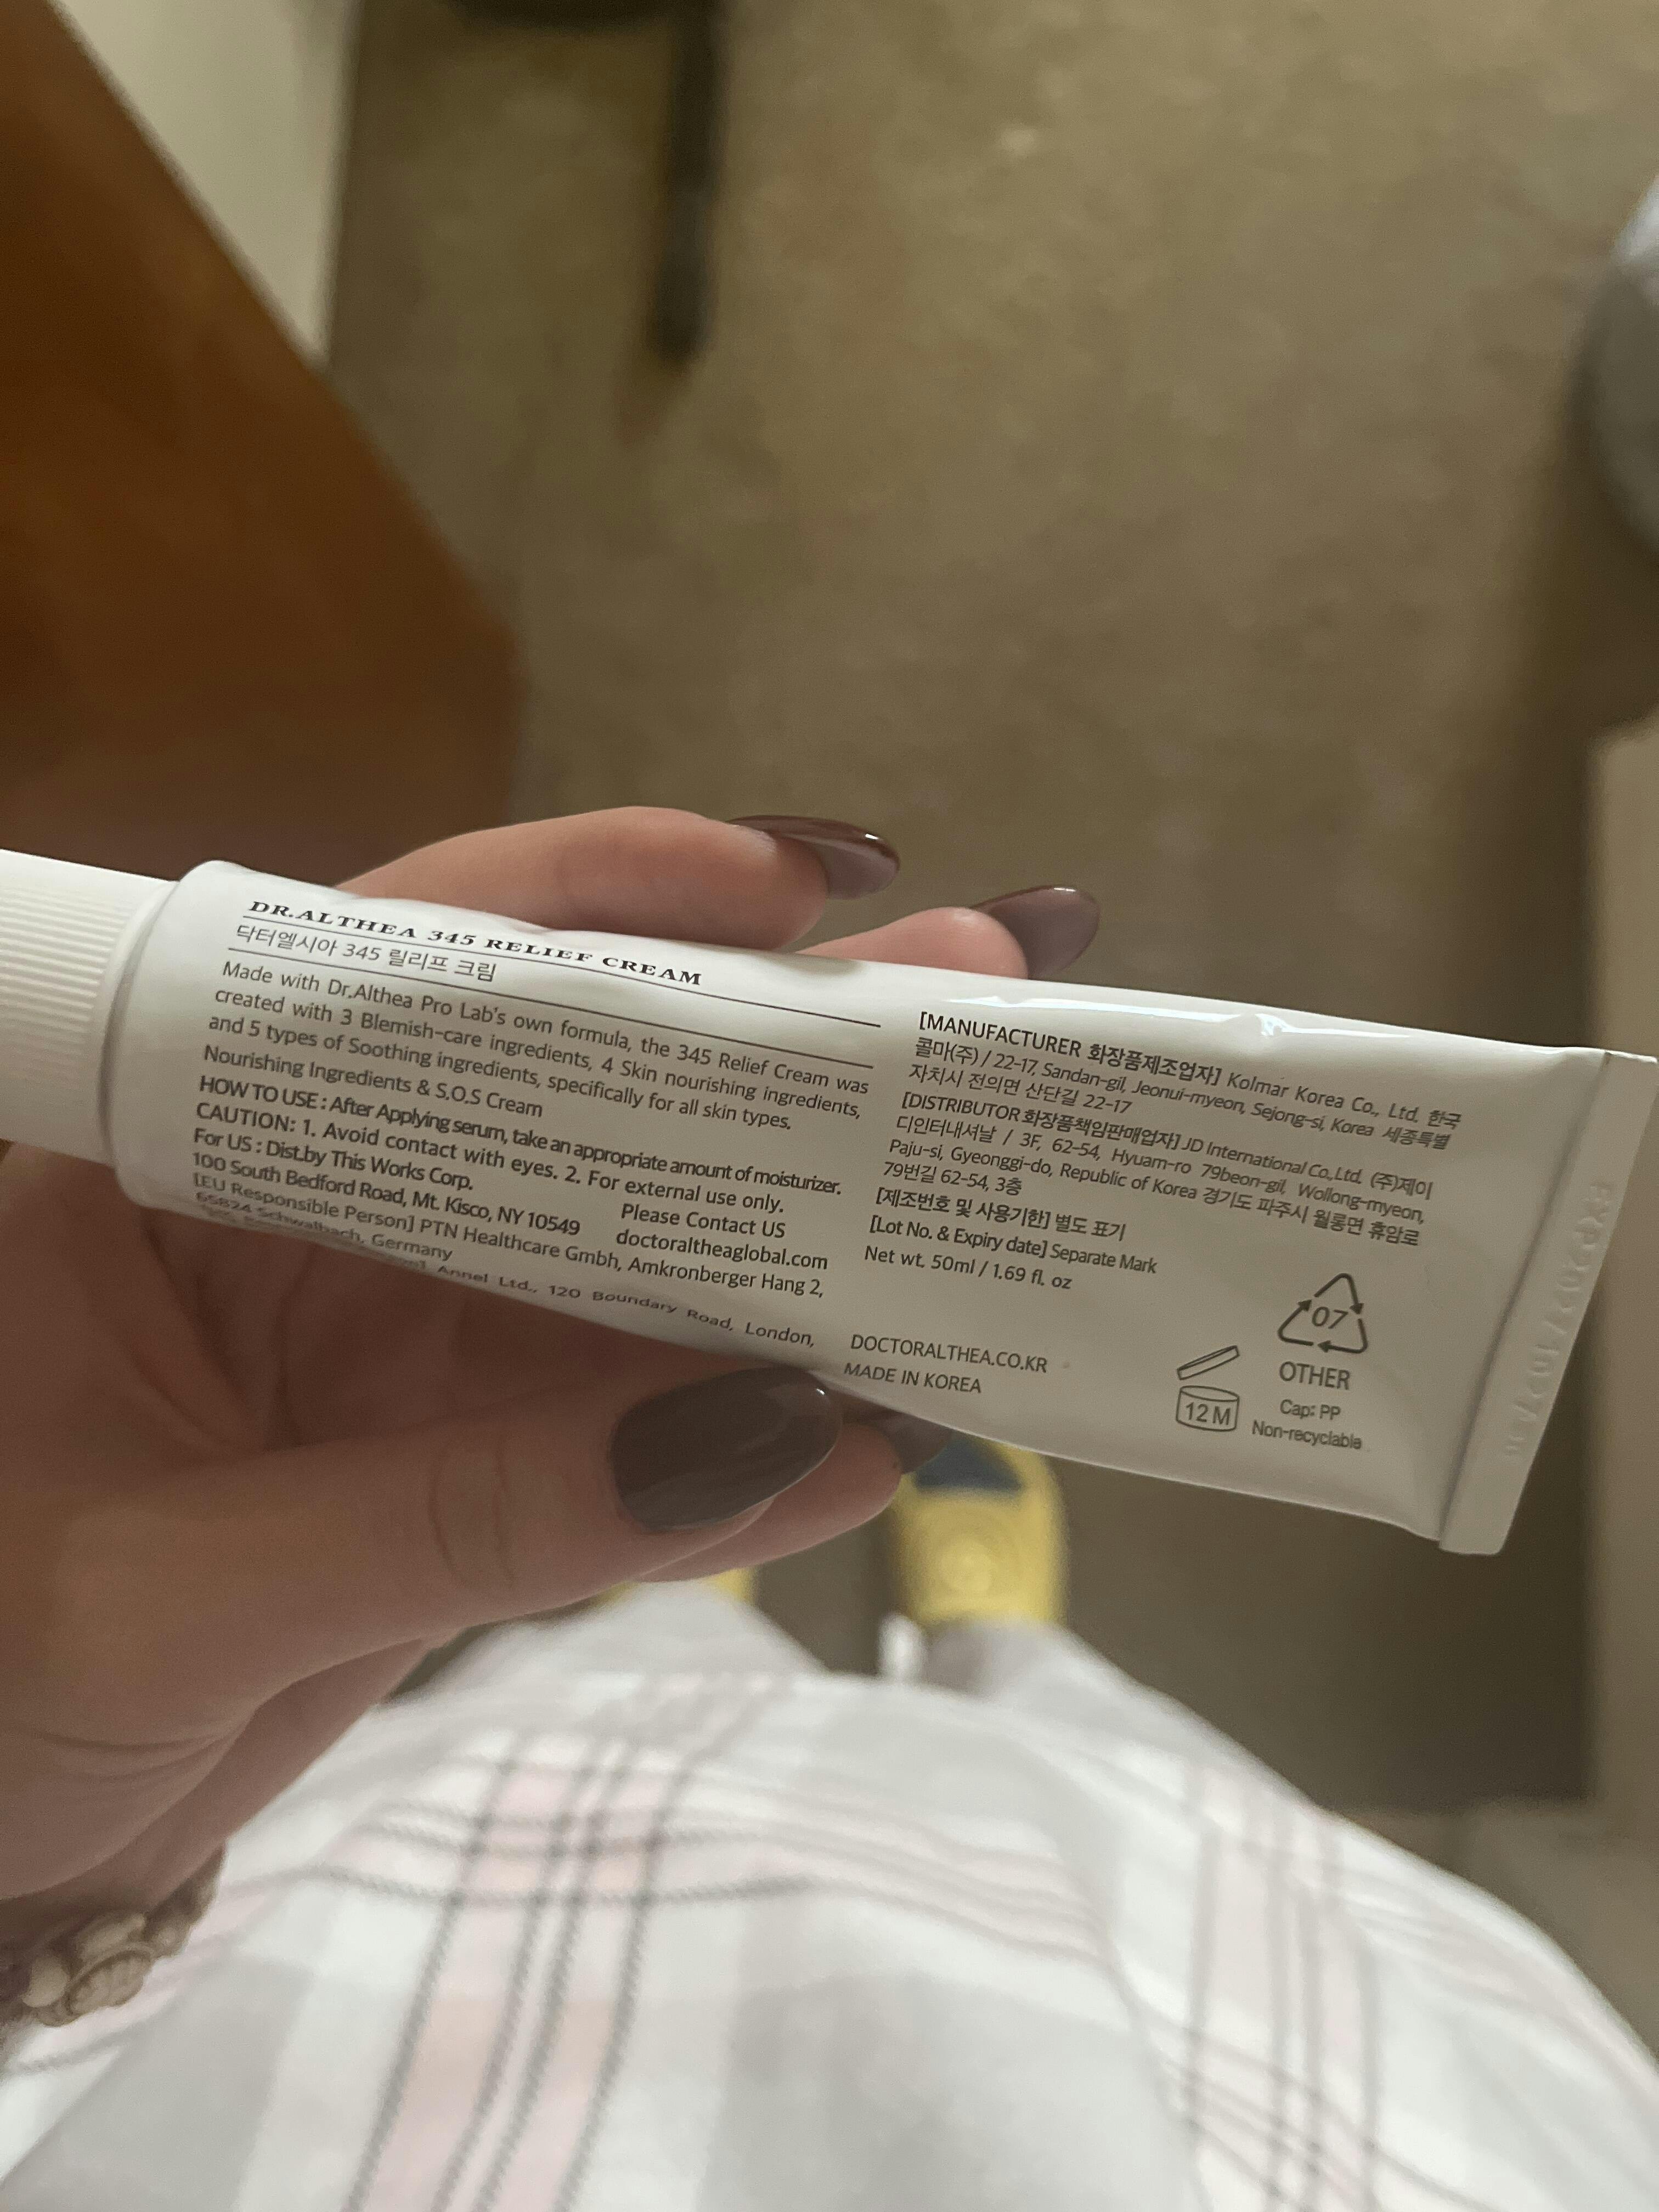 DR.ALTHEA 345 RELIEF CREAM
닥터엘시아 345 릴리프 크림
Made with Dr.Althea Pro Lab's own formula, the 345 Relief Cream was
created with 3 Blemish-care ingredients, 4 Skin nourishing ingredients,
and 5 types of Soothing ingredients, specifically for all skin types.
Nourishing Ingredients & S.O.S Cream
HOW TO USE : After Applying serum, take an appropriate amount of moisturizer.
CAUTION: 1. Avoid contact with eyes. 2. For external use only.
For US : Dist.by This Works Corp.
100 South Bedford Road, Mt. Kisco, NY 10549
Please Contact US
doctoraltheaglobal.com
[EU Responsible Person] PTN Healthcare Gmbh, Amkronberger Hang 2,
65824 Schwalbach, Germany
Annel Ltd., 120 Boundary Road, London,
[MANUFACTURER 화장품제조업자] Kolmar Korea Co., Ltd. 한국
콜마(주) / 22-17, Sandan-gil, Jeonui-myeon, Sejong-si, Korea 세종특별
자치시 전의면 산단길 22-17
[DISTRIBUTOR 화장품책임판매업자] JD International Co.,Ltd. (주)제이
디인터내셔날 / 3F, 62-54, Hyuam-ro 79beon-gil, Wollong-myeon,
Paju-si, Gyeonggi-do, Republic of Korea 경기도 파주시 월롱면 휴암로
79번길 62-54, 3층
[제조번호 및 사용기한] 별도 표기
[Lot No. & Expiry date] Separate Mark
Net wt. 50ml / 1.69 fl. oz
DOCTORALTHEA.CO.KR
MADE IN KOREA
12M
07
OTHER
Cap: PP
Non-recyclable